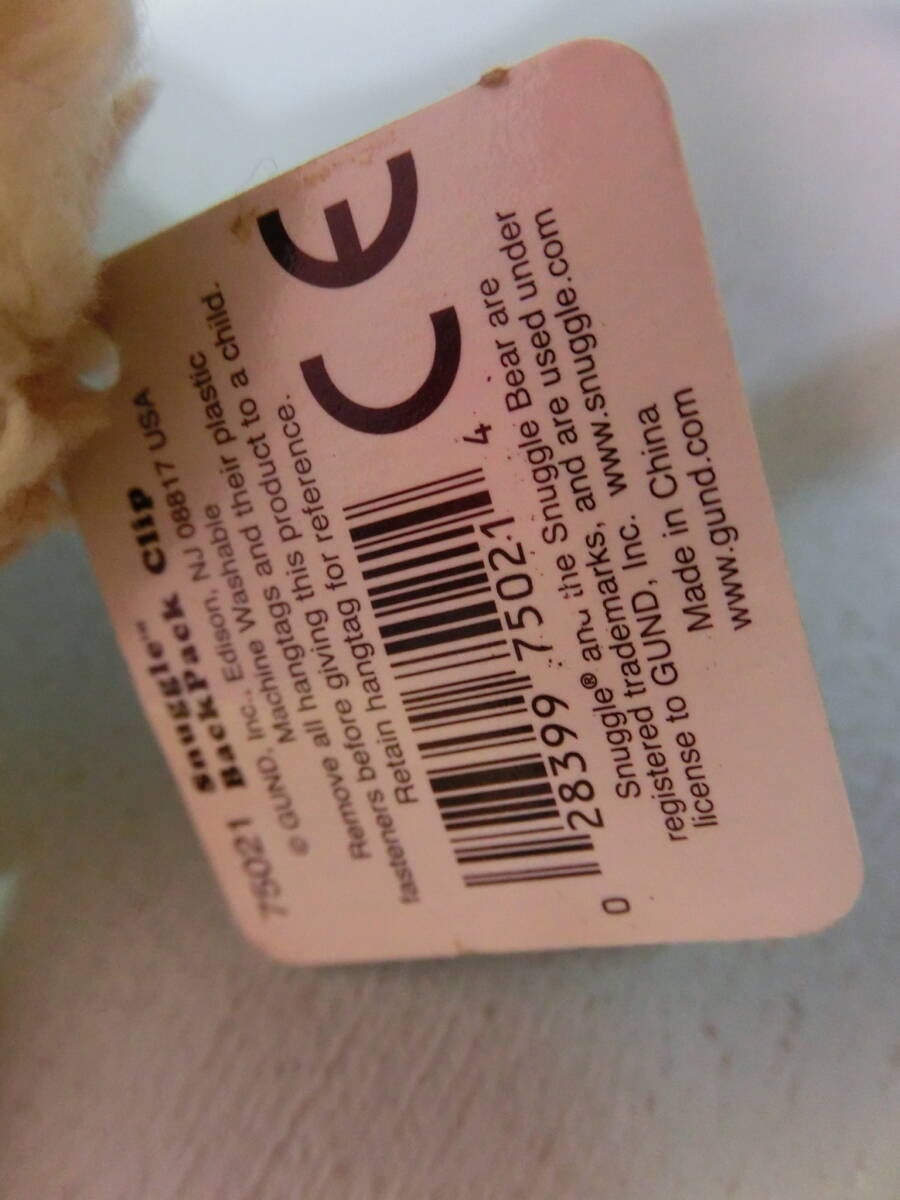 Snuggle™
75021 BackPack Clip
© GUND, Inc., Edison, NJ 08817 USA
Machine Washable
Remove all hangtags and their plastic
fasteners before giving this product to a child.
Retain hangtag for reference.
CE
0 28399 75021 4
Snuggle® and the Snuggle Bear are
registered trademarks, and are used under
license to GUND, Inc. www.snuggle.com
Made in China
www.gund.com